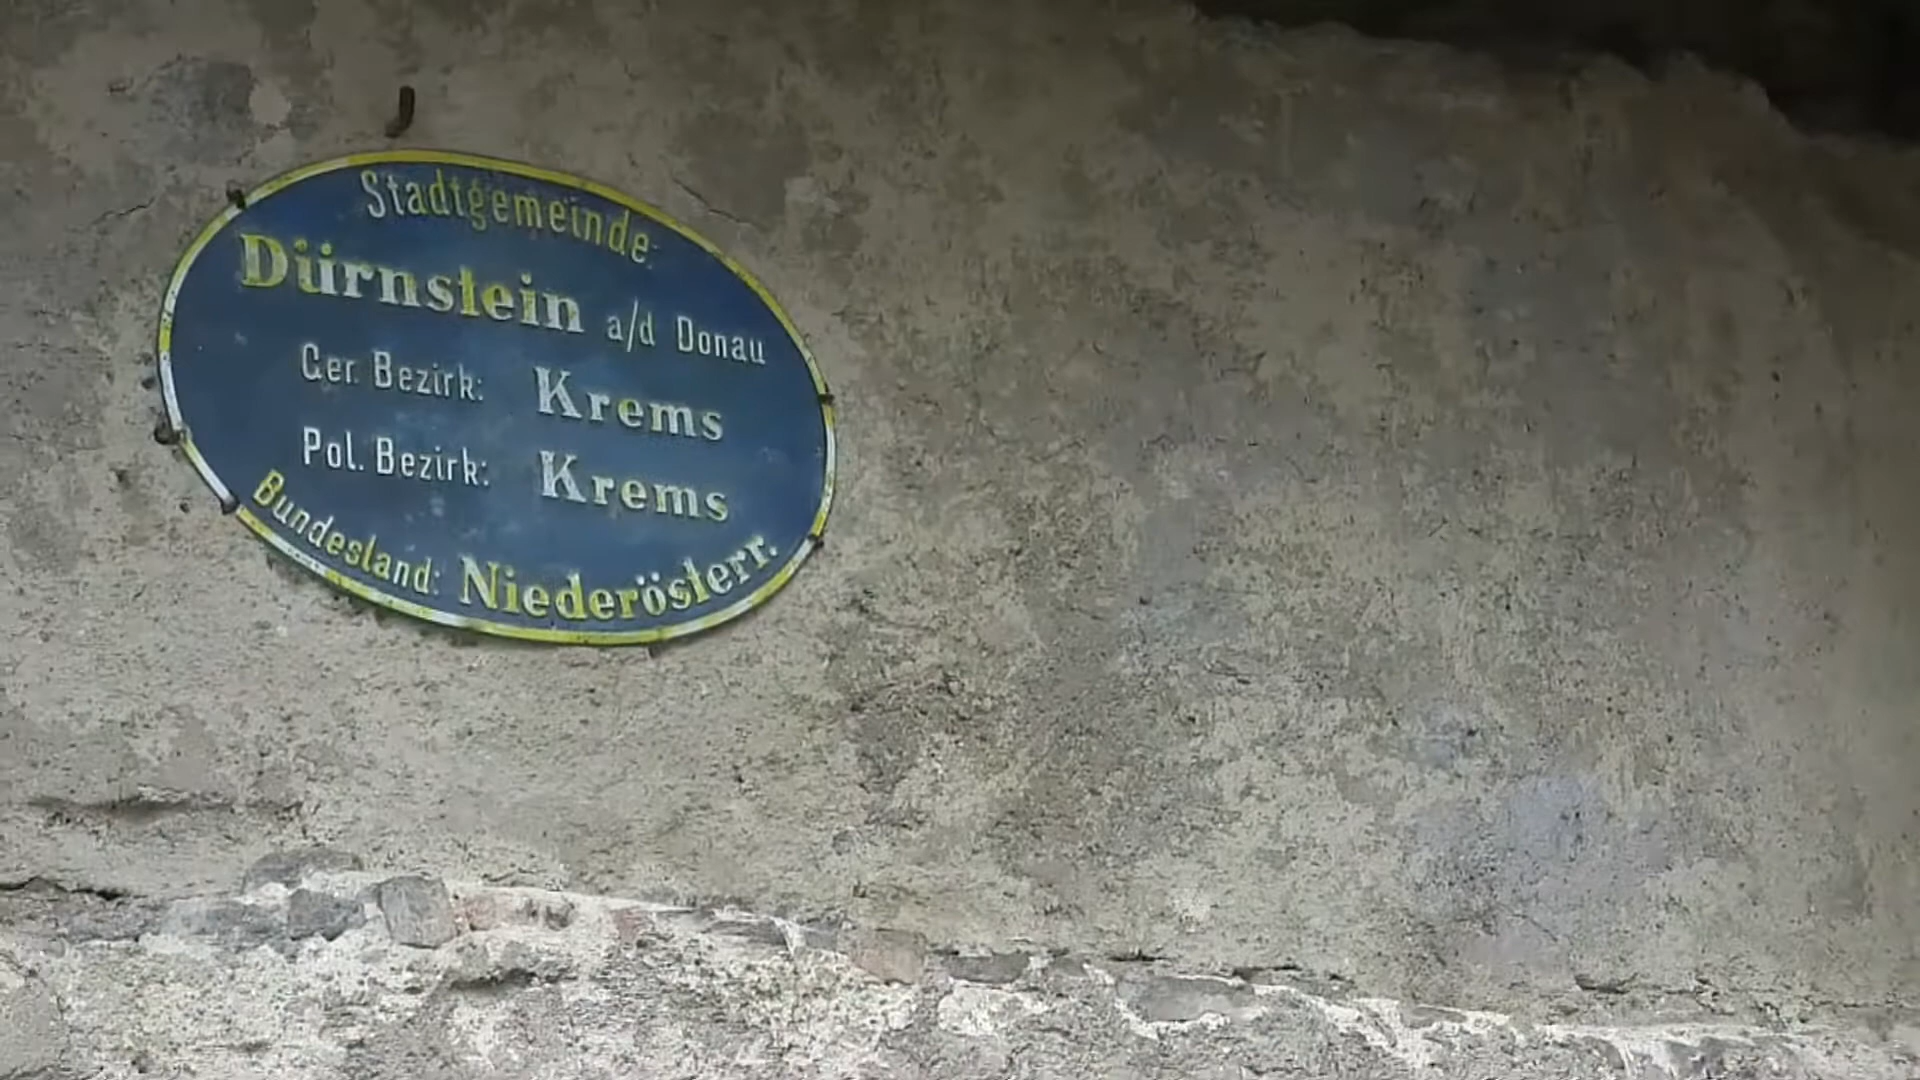 Stadtgemeinde:
Dürnstein a/d Donau
Ger. Bezirk: Krems
Pol. Bezirk: Krems
Bundesland: Niederösterr.